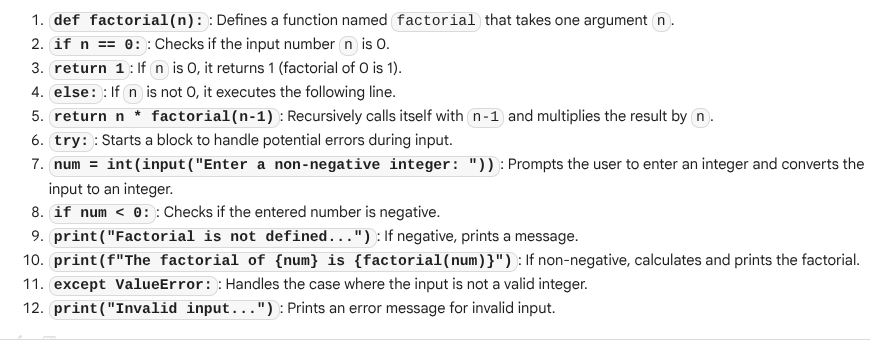 1. def factorial(n): : Defines a function named factorial that takes one argument n.
2. if n == 0: : Checks if the input number n is 0.
3. return 1 : If n is 0, it returns 1 (factorial of 0 is 1).
4. else: : If n is not 0, it executes the following line.
5. return n * factorial(n-1) : Recursively calls itself with n-1 and multiplies the result by n.
6. try: : Starts a block to handle potential errors during input.
7. num = int(input("Enter a non-negative integer: ")) : Prompts the user to enter an integer and converts the
input to an integer.
8. if num < 0: : Checks if the entered number is negative.
9. print("Factorial is not defined...") : If negative, prints a message.
10. print(f"The factorial of {num} is {factorial(num)}") : If non-negative, calculates and prints the factorial.
11. except ValueError: : Handles the case where the input is not a valid integer.
12. print("Invalid input...") : Prints an error message for invalid input.